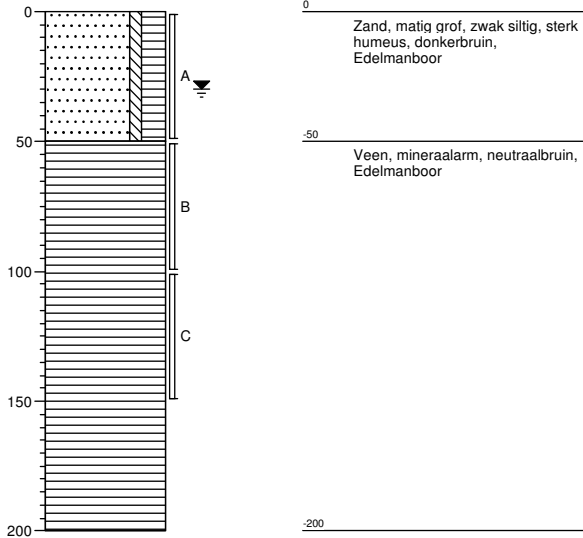 0
50
100
150
200
A
B
C
0
Zand, matig grof, zwak siltig, sterk
humeus, donkerbruin,
Edelmanboor
-50
Veen, mineraalarm, neutraalbruin,
Edelmanboor
-200